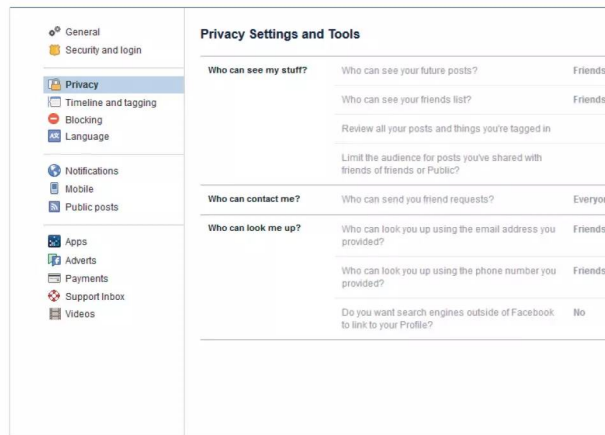 General
Security and login
Privacy
Timeline and tagging
Blocking
Language
Notifications
Mobile
Public posts
Apps
Adverts
Payments
Support Inbox
Videos
Privacy Settings and Tools
Who can see my stuff?
Who can see your future posts?
Friends
Who can see your friends list?
Friends
Review all your posts and things you're tagged in
Limit the audience for posts you've shared with
friends of friends or Public?
Who can contact me?
Who can send you friend requests?
Everyo
Who can look me up?
Who can look you up using the email address you
provided?
Friends
Who can look you up using the phone number you
provided?
Friends
Do you want search engines outside of Facebook
to link to your Profile?
No